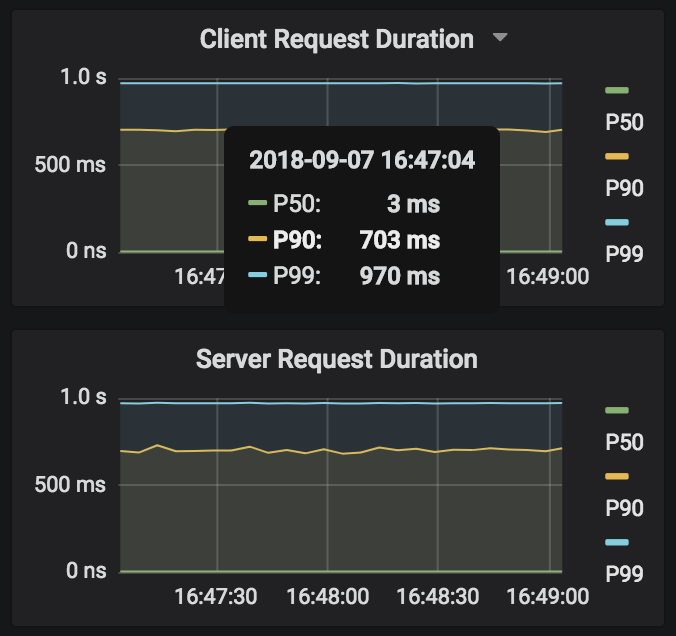 Client Request Duration
1.0 s
500 ms
0 ns
16:47
16:49:00
P50
P90
P99
2018-09-07 16:47:04
P50: 3 ms
P90: 703 ms
P99: 970 ms
Server Request Duration
1.0 s
500 ms
0 ns
16:47:30
16:48:00
16:48:30
16:49:00
P50
P90
P99